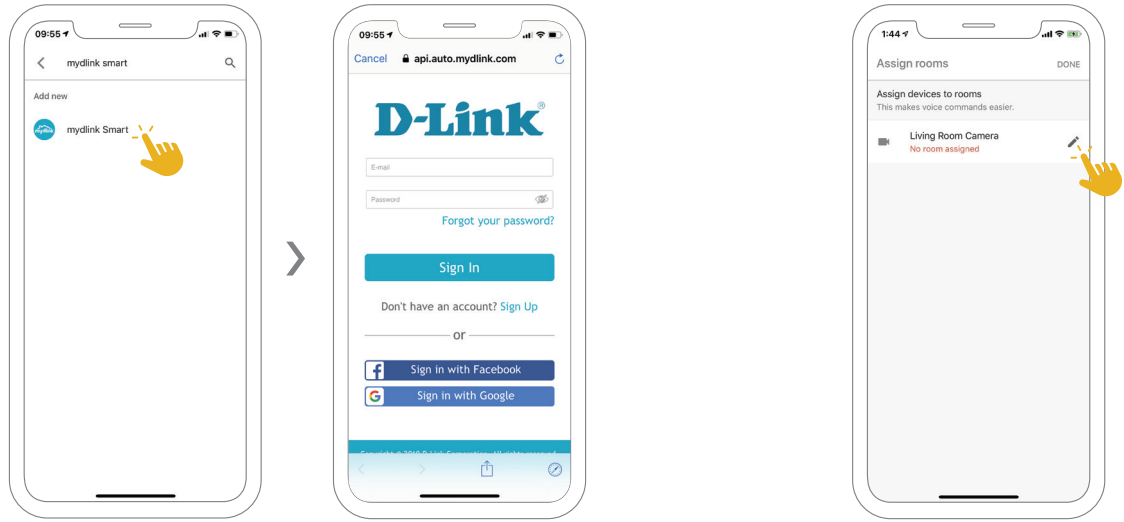 09:55
mydlink smart
Add new
mydlink
mydlink Smart
09:55
Cancel
api.auto.mydlink.com
D-Link®
E-mail
Password
Forgot your password?
Sign In
Don't have an account? Sign Up
or
Sign in with Facebook
Sign in with Google
1:44
Assign rooms
DONE
Assign devices to rooms
This makes voice commands easier.
Living Room Camera
No room assigned